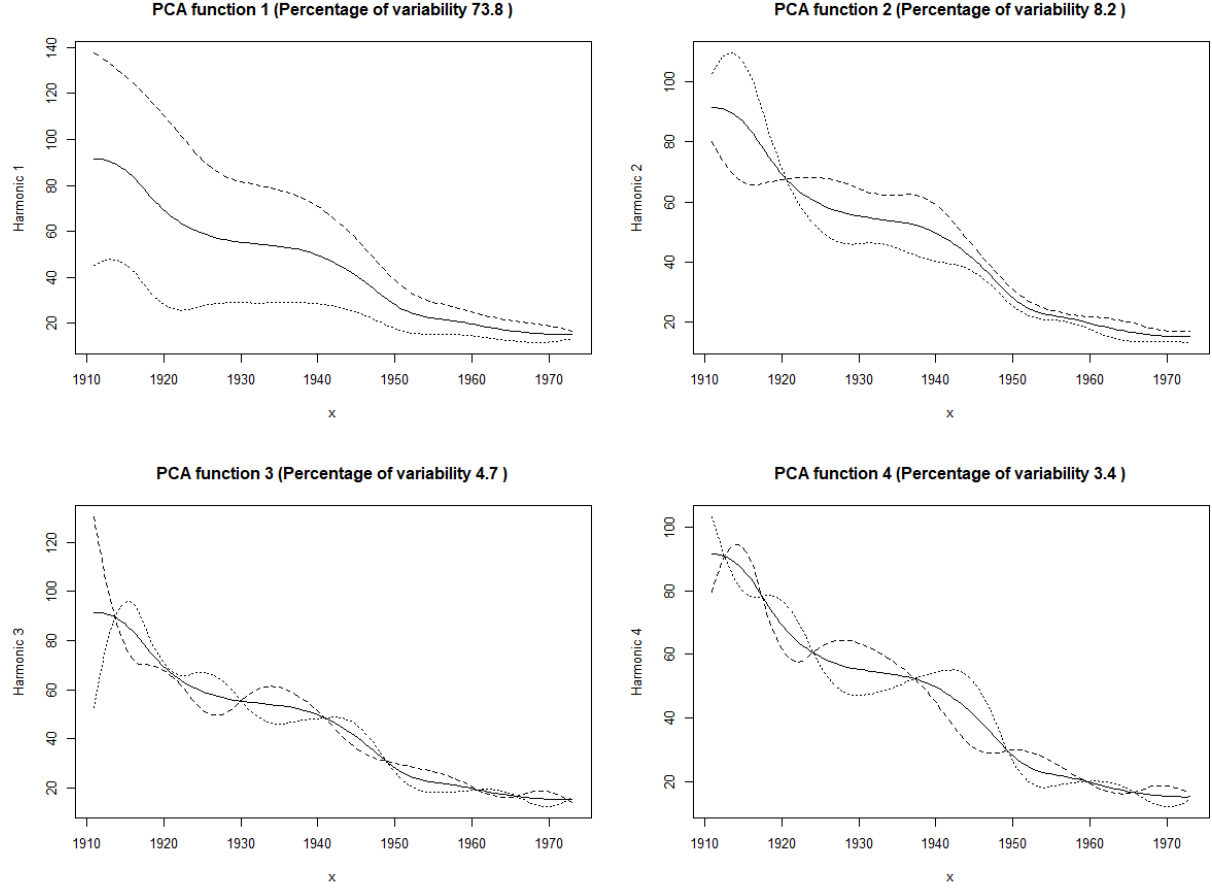 PCA function 1 (Percentage of variability 73.8 )
Harmonic 1
140
120
100
80
60
40
20
1910 1920 1930 1940 1950 1960 1970
x
PCA function 2 (Percentage of variability 8.2 )
Harmonic 2
100
80
60
40
20
1910 1920 1930 1940 1950 1960 1970
x
PCA function 3 (Percentage of variability 4.7 )
Harmonic 3
120
100
80
60
40
20
1910 1920 1930 1940 1950 1960 1970
x
PCA function 4 (Percentage of variability 3.4 )
Harmonic 4
100
80
60
40
20
1910 1920 1930 1940 1950 1960 1970
x